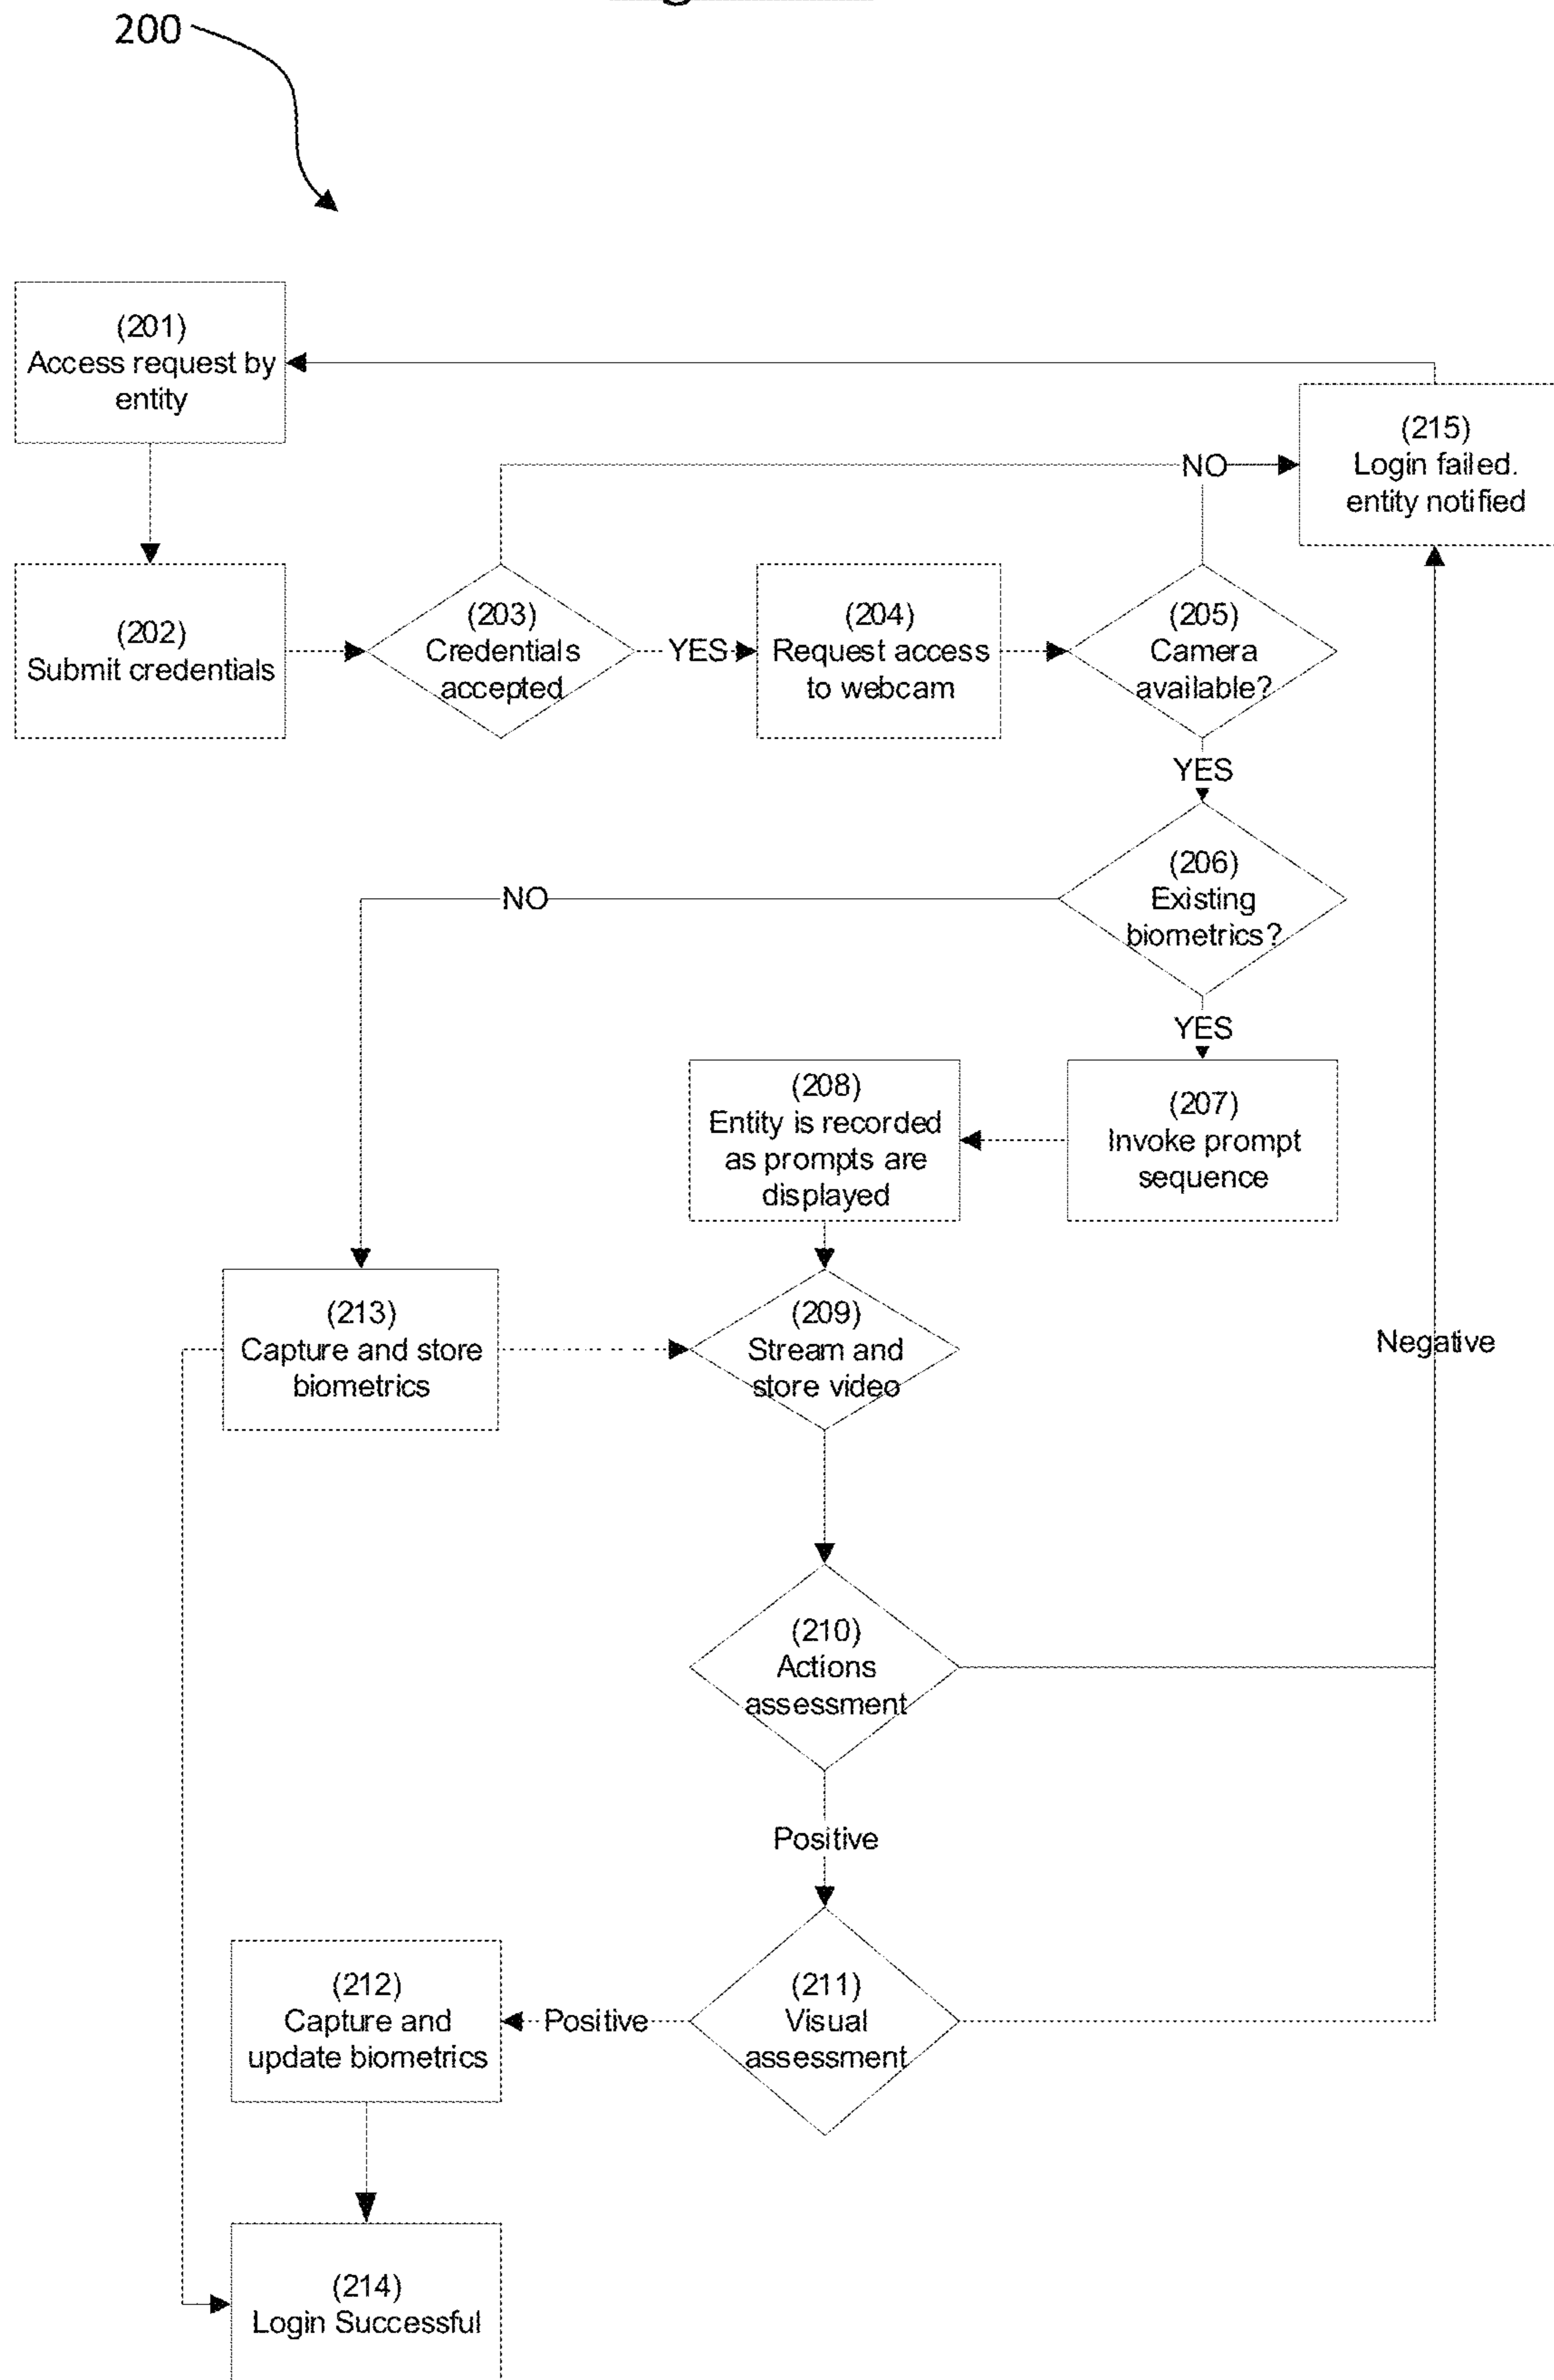 200
(201)
Access request by
entity
(215)
Login failed.
entity notified
NO
(202)
Submit credentials
(203)
Credentials
accepted
YES
(204)
Request access
to webcam
(205)
Camera
available?
YES
(206)
Existing
biometrics?
NO
YES
(208)
Entity is recorded
as prompts are
displayed
(207)
Invoke prompt
sequence
(213)
Capture and store
biometrics
(209)
Stream and
store video
Negative
(210)
Actions
assessment
Positive
(212)
Capture and
update biometrics
Positive
(211)
Visual
assessment
(214)
Login Successful